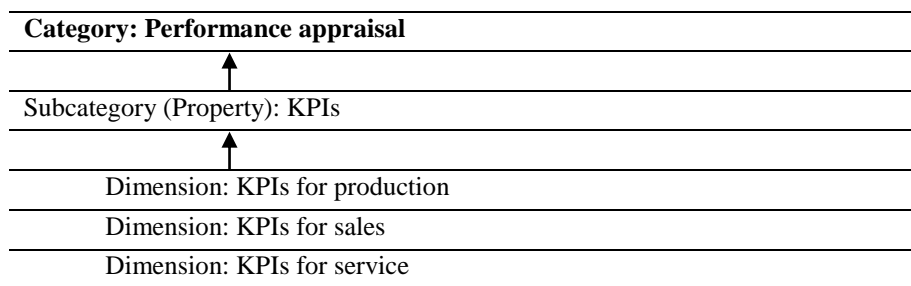 Category: Performance appraisal
Subcategory (Property): KPIs
Dimension: KPIs for production
Dimension: KPIs for sales
Dimension: KPIs for service